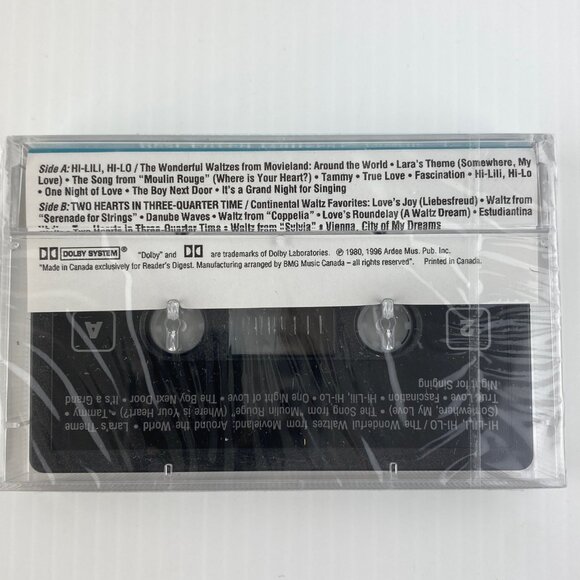 Side A: HI-LILI, HI-LO / The Wonderful Waltzes from Movieland: Around the World • Lara's Theme (Somewhere, My
Love) • The Song from "Moulin Rouge" (Where is Your Heart?) • Tammy • True Love • Fascination • Hi-Lili, Hi-Lo
• One Night of Love • The Boy Next Door • It's a Grand Night for Singing
Side B: TWO HEARTS IN THREE-QUARTER TIME / Continental Waltz Favorites: Love's Joy (Liebesfreud) • Waltz from
"Serenade for Strings" • Danube Waves • Waltz from "Coppelia" • Love's Roundelay (A Waltz Dream) • Estudiantina
• Two Hearts in Three-Quarter Time • Waltz from "Sylvia" • Vienna, City of My Dreams
DOLBY SYSTEM "Dolby" and are trademarks of Dolby Laboratories. ℗ 1980, 1996 Ardee Mus. Pub. Inc.
"Made in Canada exclusively for Reader's Digest. Manufacturing arranged by BMG Music Canada – all rights reserved". Printed in Canada.
A
HI-LILI, HI-LO The Wonderful Waltzes from Movieland: Around the World • Lara's Theme
(Somewhere, My Love) • The Song from "Moulin Rouge" (Where is Your Heart?) • Tammy
True Love • Fascination • Hi-Lili, Hi-Lo • One Night of Love • The Boy Next Door • It's a Grand
Night for Singing